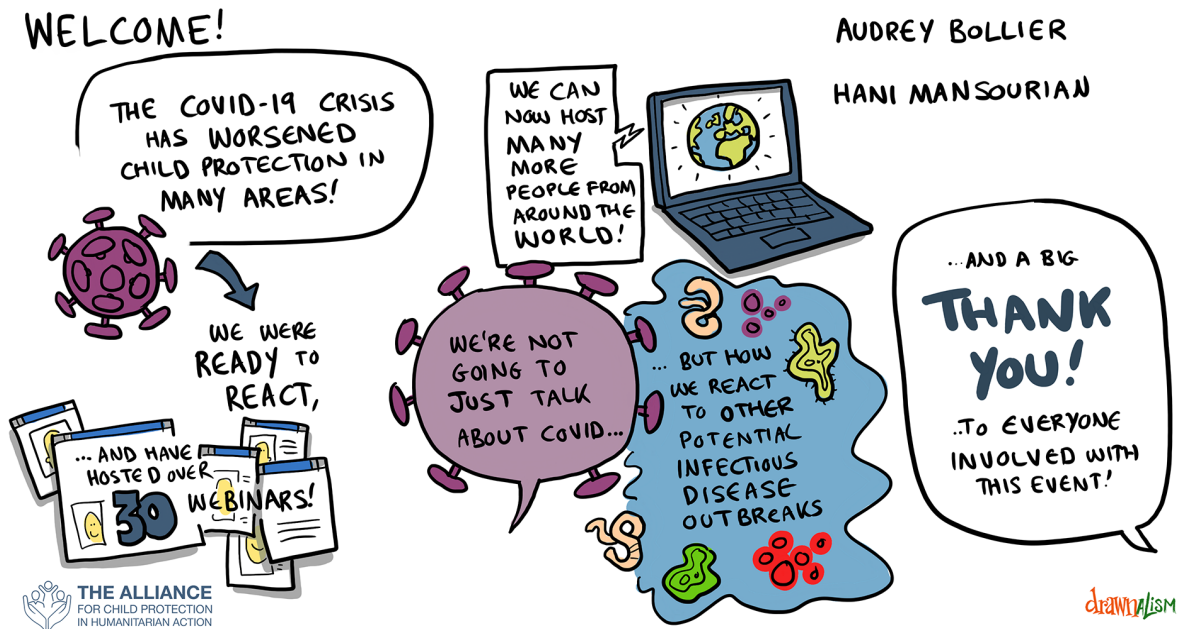 WELCOME!
THE COVID-19 CRISIS
HAS WORSENED
CHILD PROTECTION IN
MANY AREAS!
WE WERE
READY TO
REACT,
... AND HAVE
HOSTED OVER
30 WEBINARS!
WE CAN
NOW HOST
MANY
MORE
PEOPLE FROM
AROUND THE
WORLD!
WE'RE NOT
GOING TO
JUST TALK
ABOUT COVID...
... BUT HOW
WE REACT
TO OTHER
POTENTIAL
INFECTIOUS
DISEASE
OUTBREAKS
AUDREY BOLLIER
HANI MANSOURIAN
...AND A BIG
THANK
YOU!
..TO EVERYONE
INVOLVED WITH
THIS EVENT!
THE ALLIANCE
FOR CHILD PROTECTION
IN HUMANITARIAN ACTION
drawnALISM